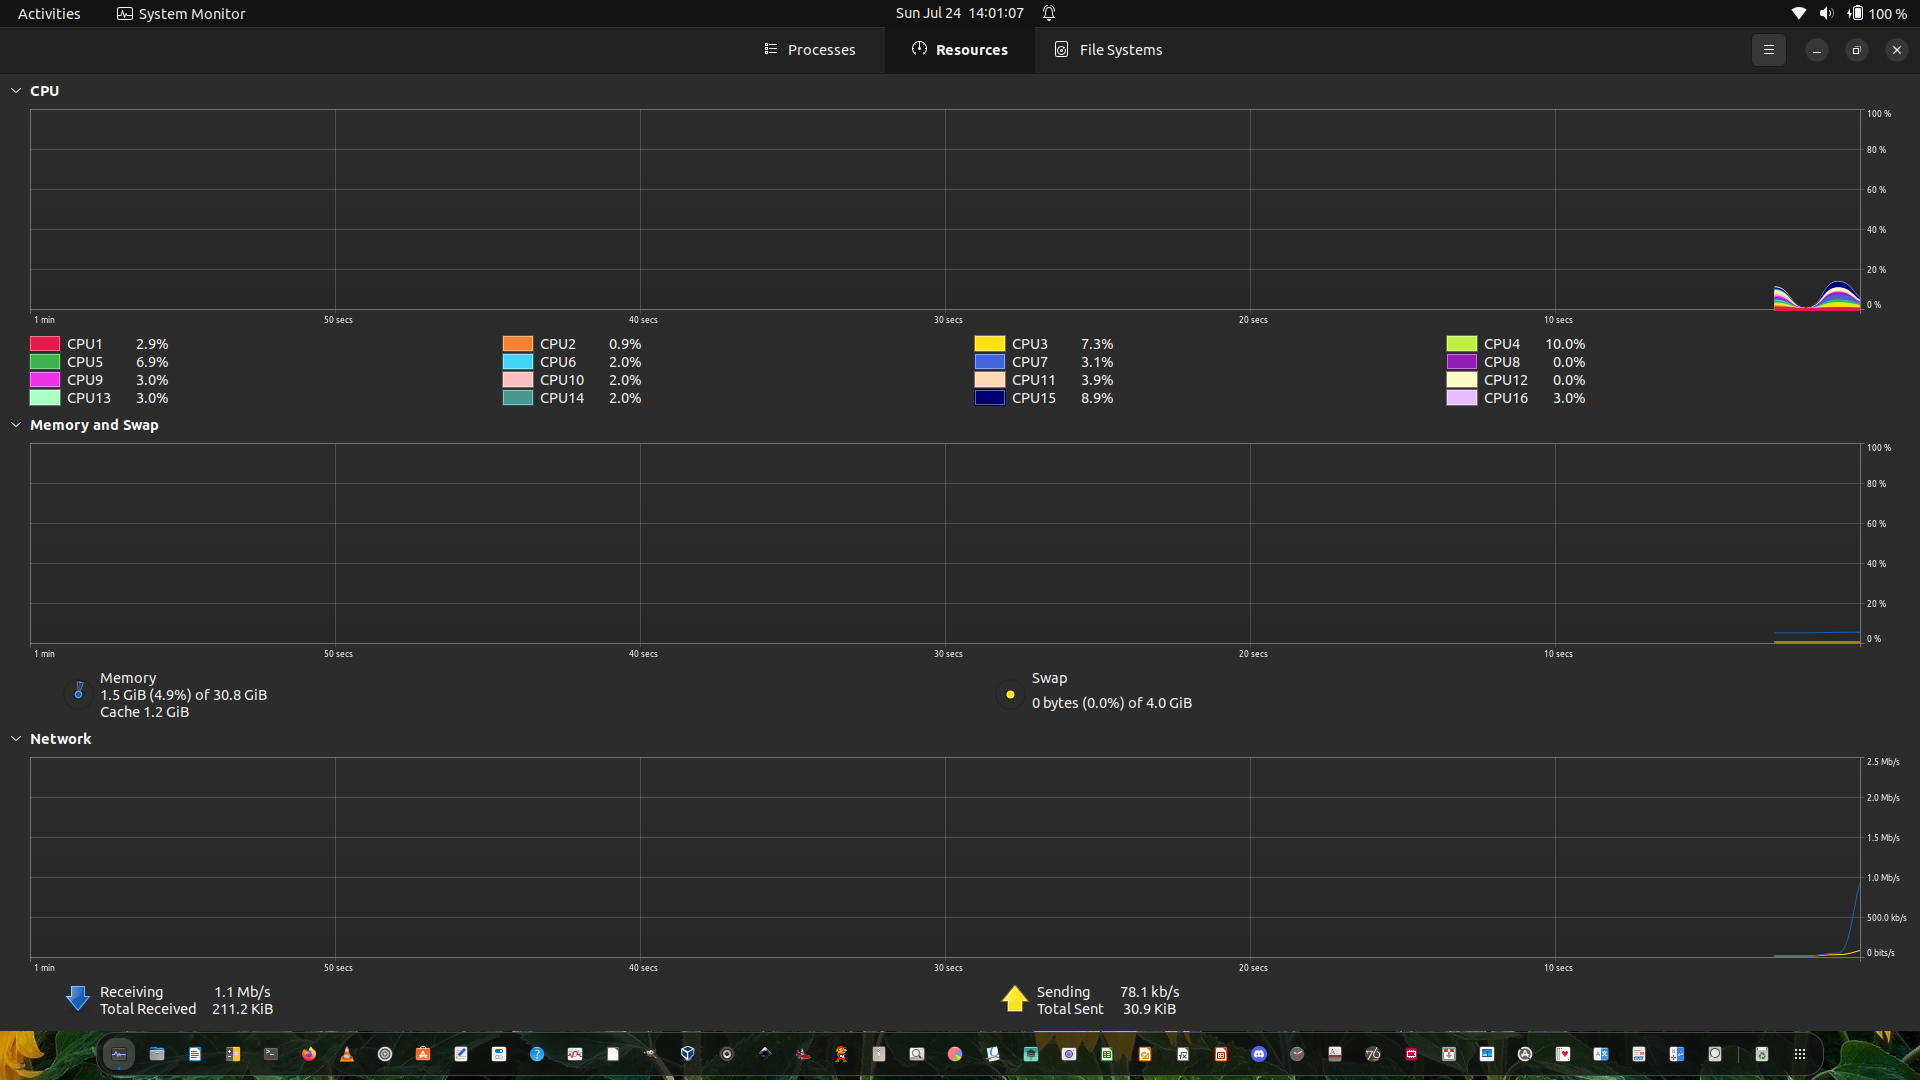 Activities System Monitor Sun Jul 24 14:01:07 100 %
Processes Resources File Systems
CPU
100 %
80 %
60 %
40 %
20 %
0 %
1 min 50 secs 40 secs 30 secs 20 secs 10 secs
CPU1 2.9% CPU2 0.9% CPU3 7.3% CPU4 10.0%
CPU5 6.9% CPU6 2.0% CPU7 3.1% CPU8 0.0%
CPU9 3.0% CPU10 2.0% CPU11 3.9% CPU12 0.0%
CPU13 3.0% CPU14 2.0% CPU15 8.9% CPU16 3.0%
Memory and Swap
100 %
80 %
60 %
40 %
20 %
0 %
1 min 50 secs 40 secs 30 secs 20 secs 10 secs
Memory Swap
1.5 GiB (4.9%) of 30.8 GiB 0 bytes (0.0%) of 4.0 GiB
Cache 1.2 GiB
Network
2.5 Mb/s
2.0 Mb/s
1.5 Mb/s
1.0 Mb/s
500.0 kb/s
0 bits/s
1 min 50 secs 40 secs 30 secs 20 secs 10 secs
Receiving 1.1 Mb/s Sending 78.1 kb/s
Total Received 211.2 KiB Total Sent 30.9 KiB